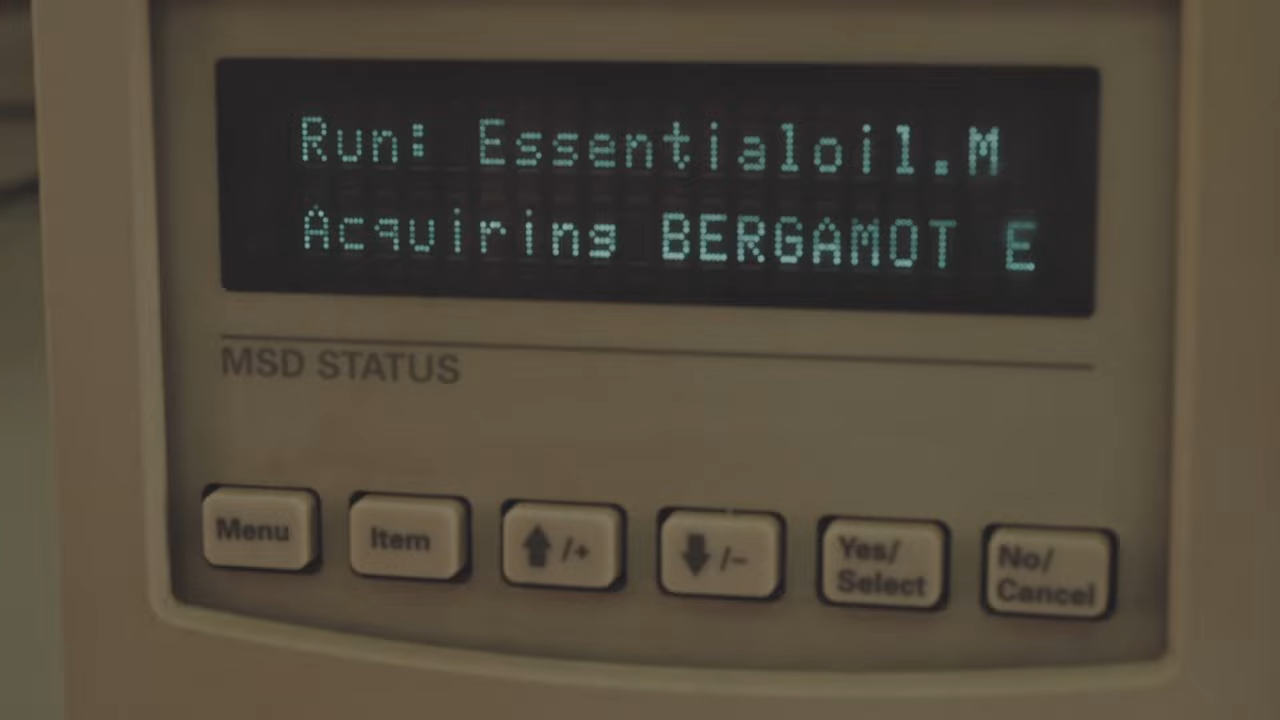 Run: Essentialoil.M
Acquiring BERGAMOT E
MSD STATUS
Menu
Item
⬆/+
⬇/−
Yes/
Select
No/
Cancel